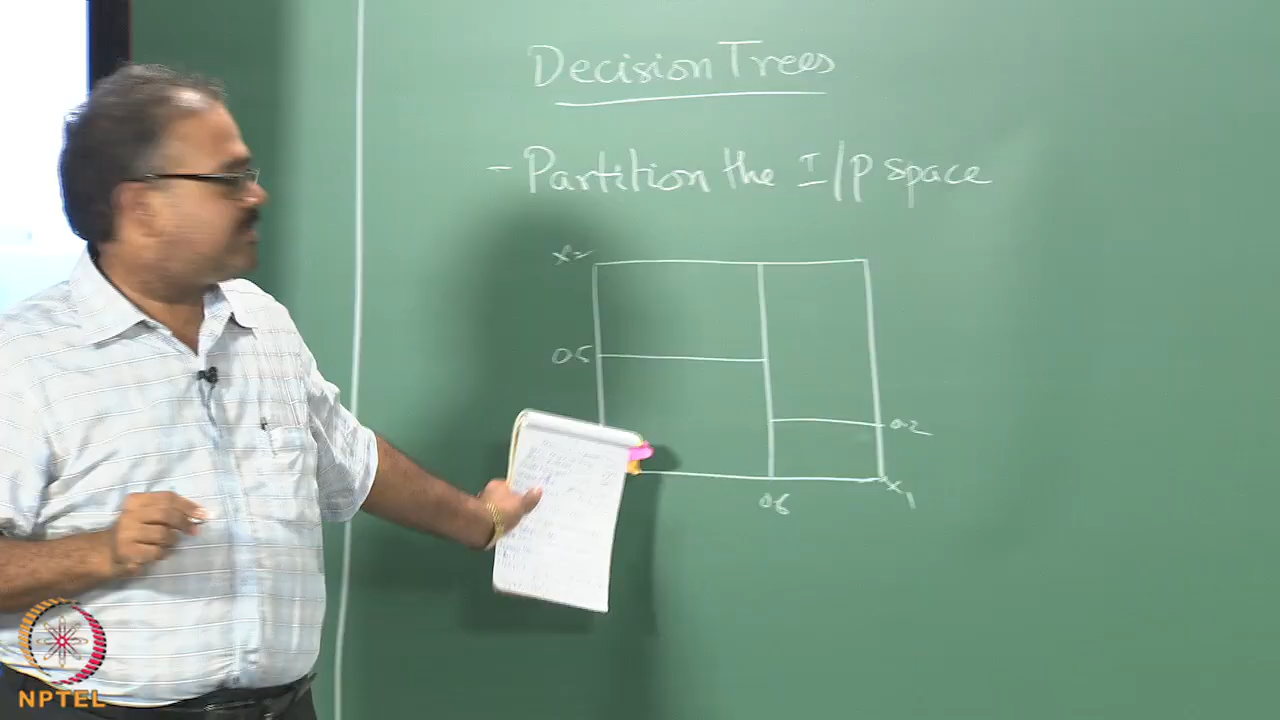 Decision Trees
- Partition the I/p space
x2
0.5
0.2
0.6
x1
NPTEL